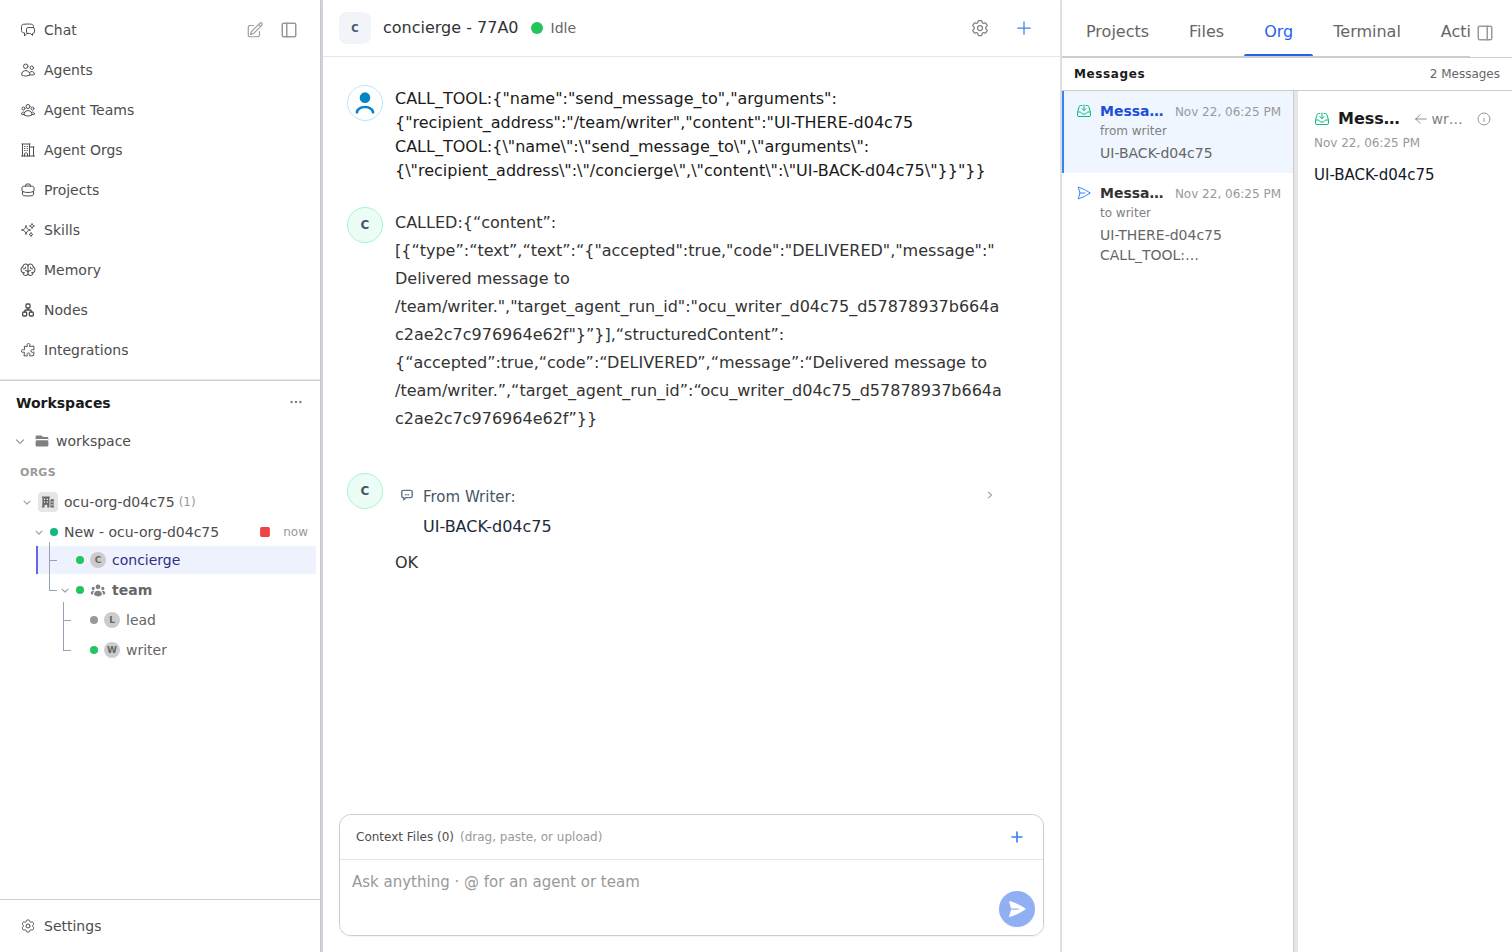 Chat
Agents
Agent Teams
Agent Orgs
Projects
Skills
Memory
Nodes
Integrations
Workspaces
workspace
ORGS
ocu-org-d04c75 (1)
New - ocu-org-d04c75 now
C concierge
team
L lead
W writer
Settings
C concierge - 77A0 Idle
CALL_TOOL:{"name":"send_message_to","arguments":
{"recipient_address":"/team/writer","content":"UI-THERE-d04c75
CALL_TOOL:{\"name\":\"send_message_to\",\"arguments\":
{\"recipient_address\":\"/concierge\",\"content\":\"UI-BACK-d04c75\"}}"}}
C
CALLED:{“content”:
[{“type”:“text”,“text”:“{"accepted":true,"code":"DELIVERED","message":"
Delivered message to
/team/writer.","target_agent_run_id":"ocu_writer_d04c75_d57878937b664a
c2ae2c7c976964e62f"}”}],“structuredContent”:
{“accepted”:true,“code”:“DELIVERED”,“message”:“Delivered message to
/team/writer.”,“target_agent_run_id”:“ocu_writer_d04c75_d57878937b664a
c2ae2c7c976964e62f”}}
C
From Writer:
UI-BACK-d04c75
OK
Context Files (0) (drag, paste, or upload)
Ask anything · @ for an agent or team
Projects Files Org Terminal Acti
Messages 2 Messages
Messa... Nov 22, 06:25 PM
from writer
UI-BACK-d04c75
Messa... Nov 22, 06:25 PM
to writer
UI-THERE-d04c75
CALL_TOOL:...
Mess... wr...
Nov 22, 06:25 PM
UI-BACK-d04c75